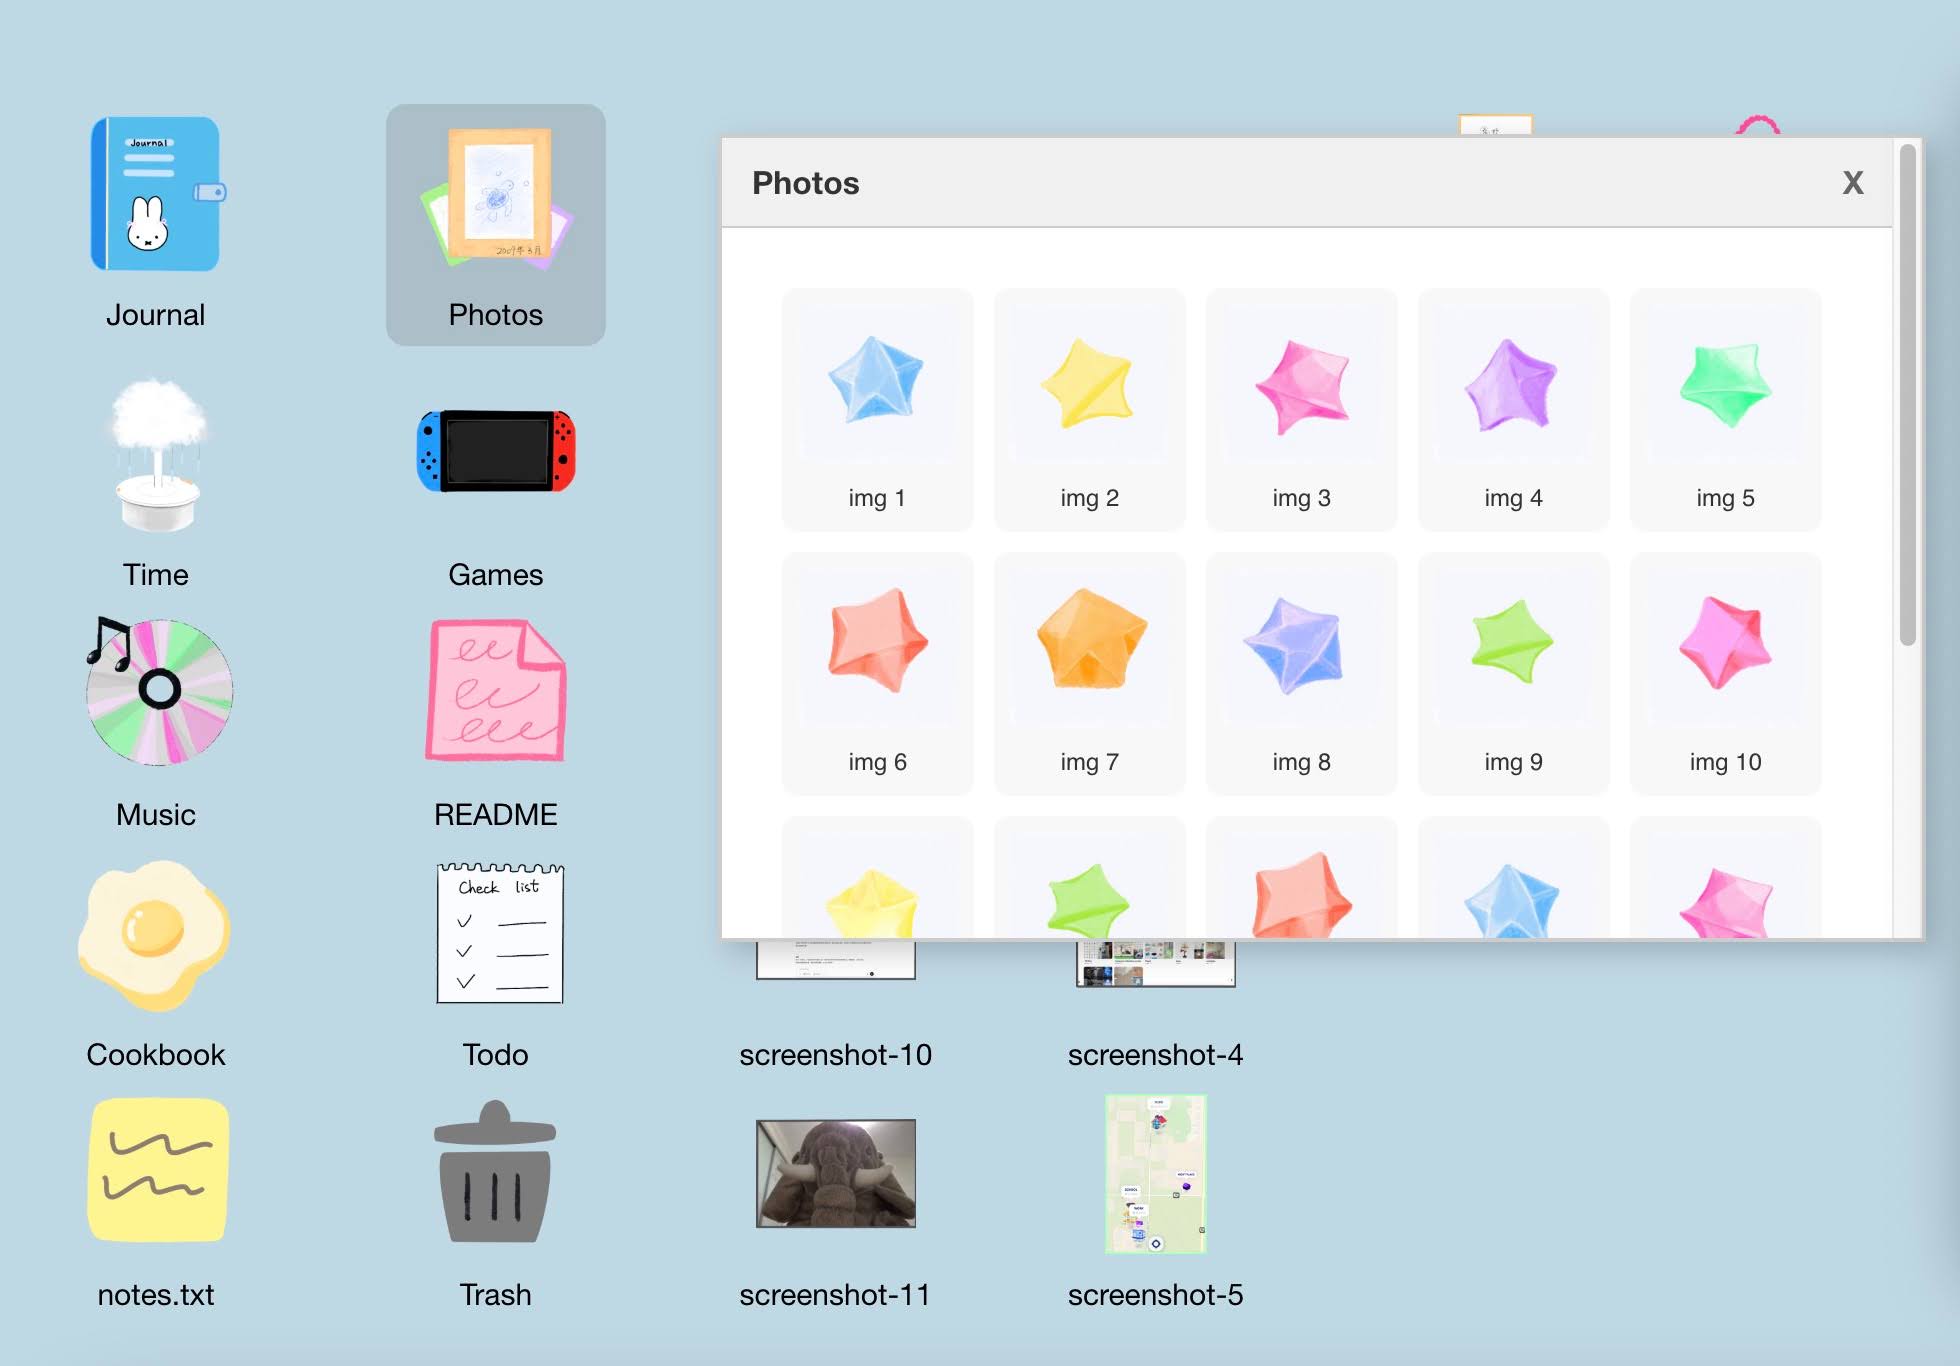 Journal
Journal
2009年3月
Photos
Time
Games
Music
README
Check list
Cookbook
Todo
notes.txt
Trash
Photos
X
img 1
img 2
img 3
img 4
img 5
img 6
img 7
img 8
img 9
img 10
screenshot-10
screenshot-4
screenshot-11
screenshot-5